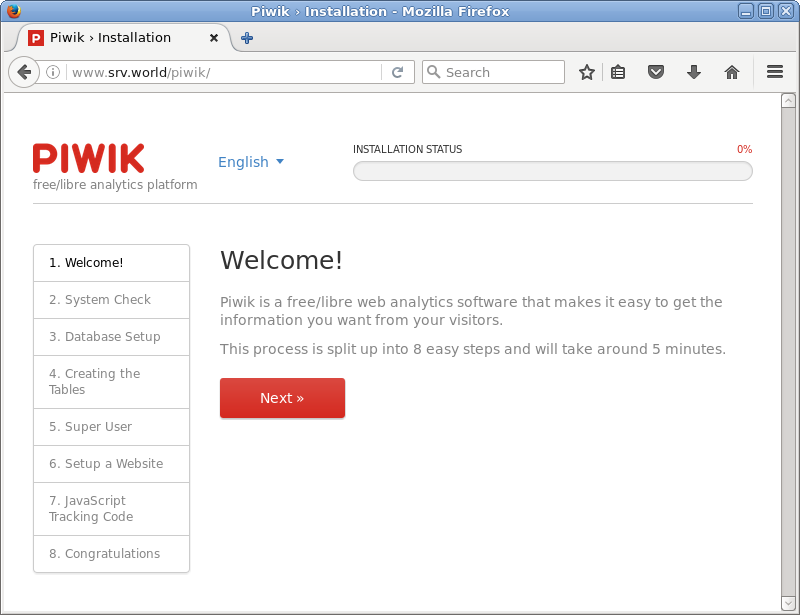 Piwik › Installation - Mozilla Firefox
Piwik › Installation
www.srv.world/piwik/
Search
PIWIK
free/libre analytics platform
English
INSTALLATION STATUS
0%
1. Welcome!
2. System Check
3. Database Setup
4. Creating the
Tables
5. Super User
6. Setup a Website
7. JavaScript
Tracking Code
8. Congratulations
Welcome!
Piwik is a free/libre web analytics software that makes it easy to get the
information you want from your visitors.
This process is split up into 8 easy steps and will take around 5 minutes.
Next »